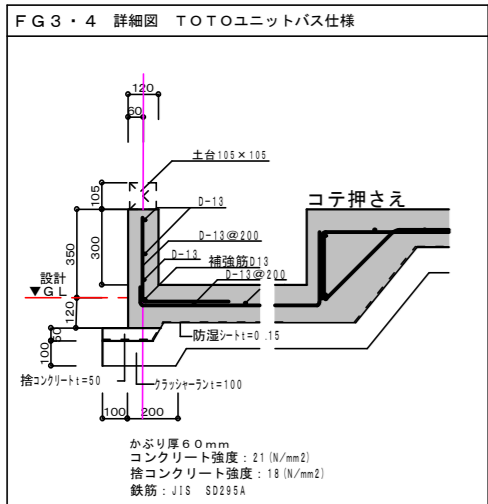 FG3・4 詳細図 TOTOユニットバス仕様
120
60
土台105×105
105
D-13
コテ押さえ
D-13@200
350
300
D-13
補強筋D13
D-13@200
設計
▼GL
120
防湿シートt=0.15
60
100
捨コンクリートt=50
クラッシャーランt=100
100
200
かぶり厚60mm
コンクリート強度：21(N/mm2)
捨コンクリート強度：18(N/mm2)
鉄筋：JIS SD295A